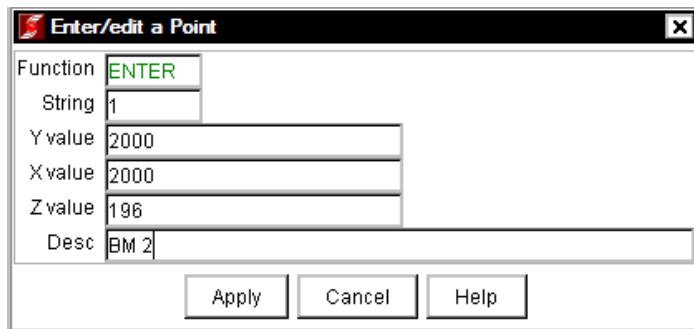 Enter/edit a Point
Function ENTER
String 1
Y value 2000
X value 2000
Z value 196
Desc BM 2
Apply Cancel Help